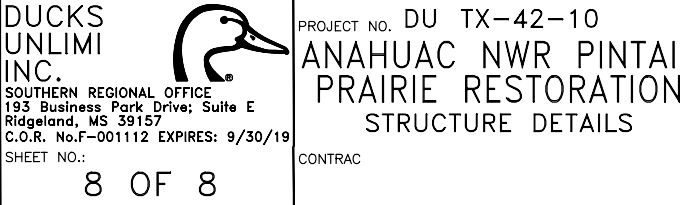 DUCKS
UNLIMI
INC.
®
SOUTHERN REGIONAL OFFICE
193 Business Park Drive; Suite E
Ridgeland, MS 39157
C.O.R. No.F-001112 EXPIRES: 9/30/19
SHEET NO.:
8 OF 8
PROJECT NO. DU TX-42-10
ANAHUAC NWR PINTAI
PRAIRIE RESTORATION
STRUCTURE DETAILS
CONTRAC